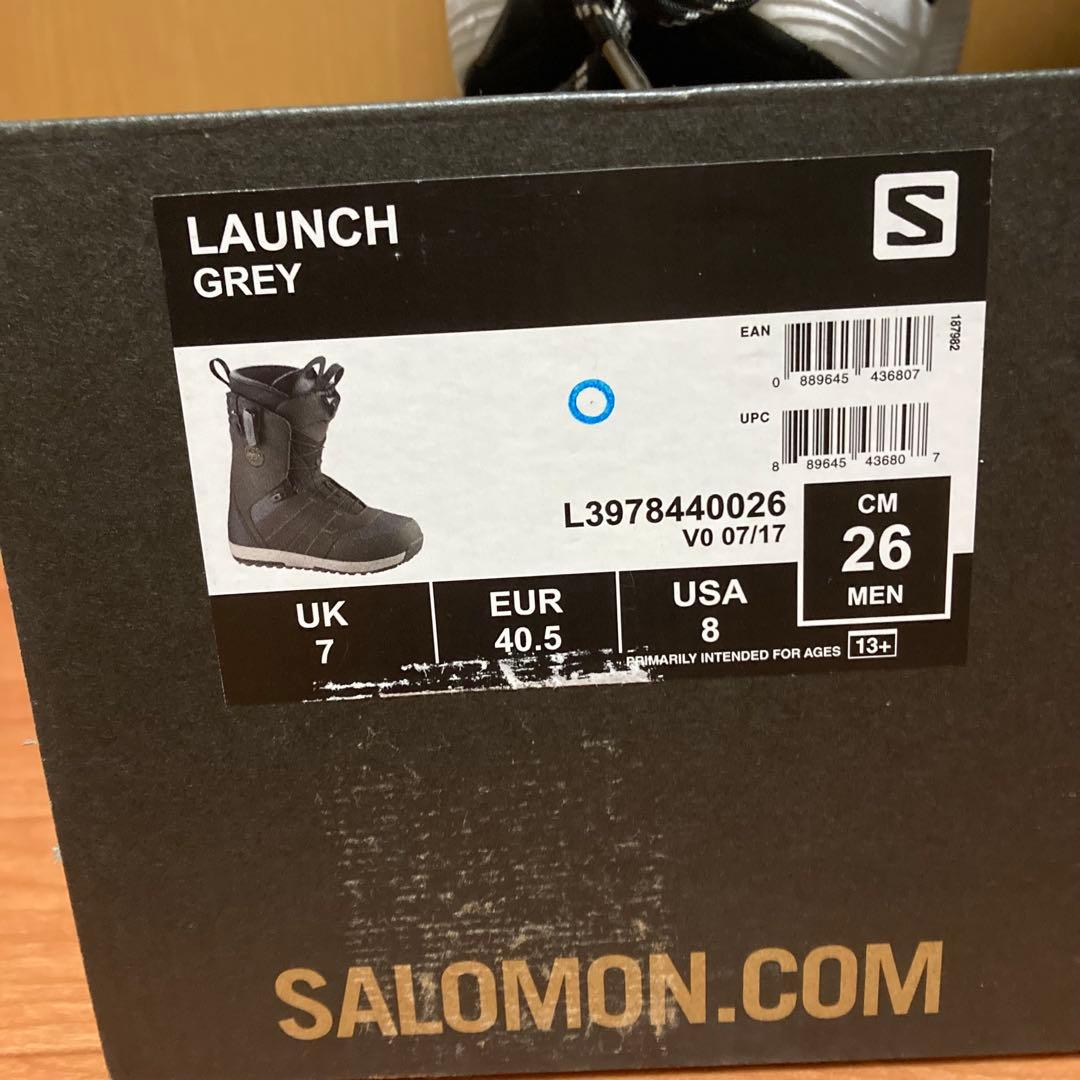 LAUNCH
GREY
S
EAN
0 889645 436807
187982
UPC
8 89645 43680 7
L3978440026
V0 07/17
CM
26
MEN
UK
7
EUR
40.5
USA
8
PRIMARILY INTENDED FOR AGES 13+
SALOMON.COM